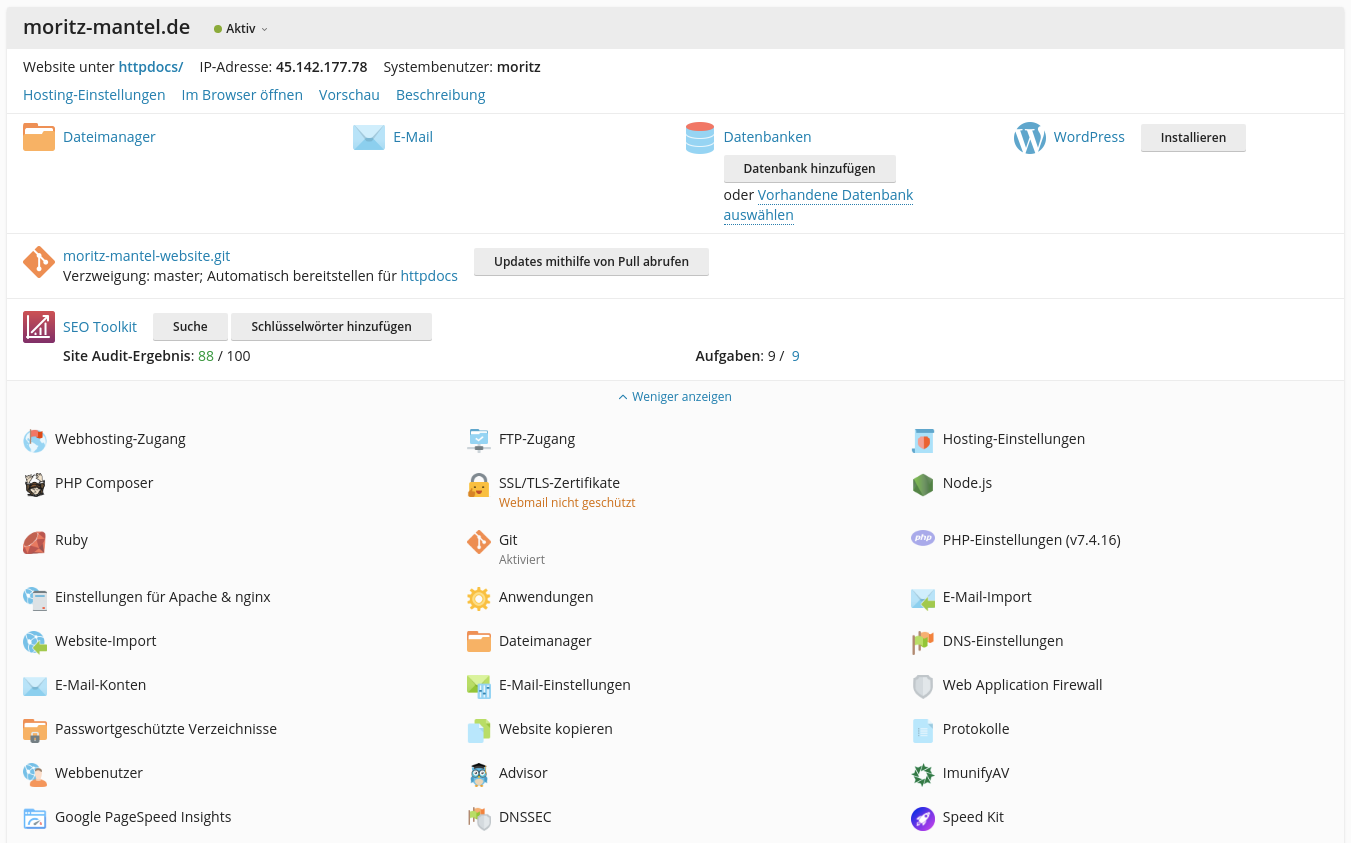 moritz-mantel.de Aktiv
Website unter httpdocs/ IP-Adresse: 45.142.177.78 Systembenutzer: moritz
Hosting-Einstellungen Im Browser öffnen Vorschau Beschreibung
Dateimanager E-Mail Datenbanken WordPress Installieren
Datenbank hinzufügen
oder Vorhandene Datenbank
auswählen
moritz-mantel-website.git Updates mithilfe von Pull abrufen
Verzweigung: master; Automatisch bereitstellen für httpdocs
SEO Toolkit Suche Schlüsselwörter hinzufügen
Site Audit-Ergebnis: 88 / 100 Aufgaben: 9 / 9
Weniger anzeigen
Webhosting-Zugang FTP-Zugang Hosting-Einstellungen
PHP Composer SSL/TLS-Zertifikate Node.js
Webmail nicht geschützt
Ruby Git php PHP-Einstellungen (v7.4.16)
Aktiviert
Einstellungen für Apache & nginx Anwendungen E-Mail-Import
Website-Import Dateimanager DNS-Einstellungen
E-Mail-Konten E-Mail-Einstellungen Web Application Firewall
Passwortgeschützte Verzeichnisse Website kopieren Protokolle
Webbenutzer Advisor ImunifyAV
Google PageSpeed Insights DNSSEC Speed Kit